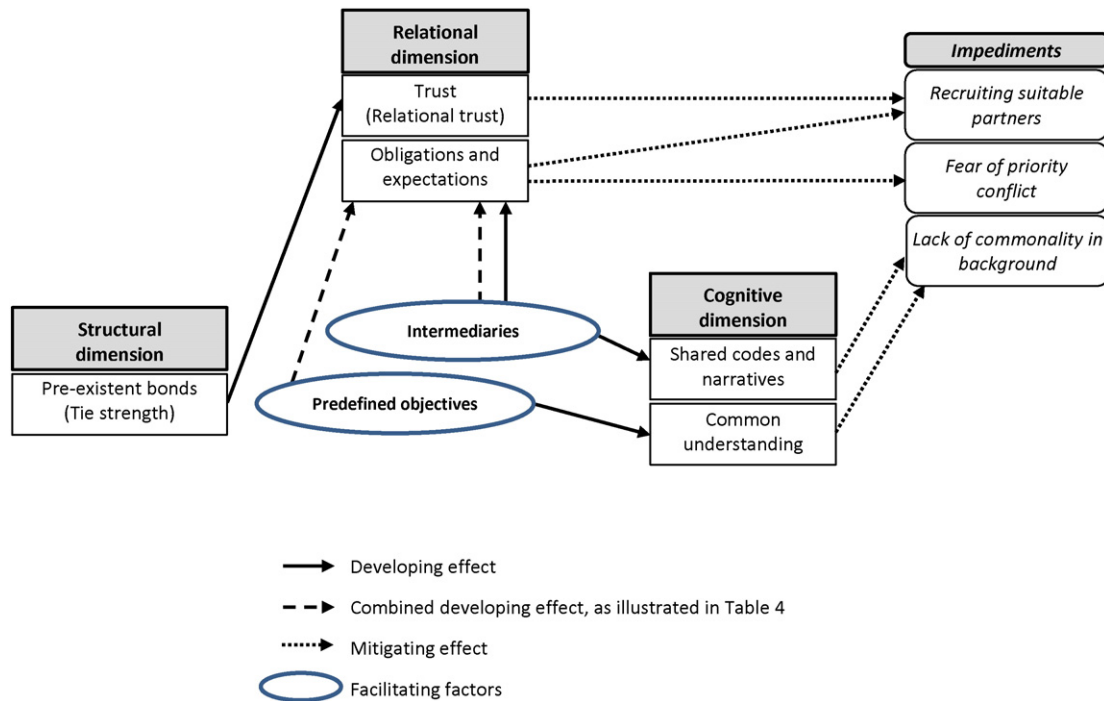 Relational
dimension
Trust
(Relational trust)
Obligations and
expectations
Impediments
Recruiting suitable
partners
Fear of priority
conflict
Lack of commonality in
background
Structural
dimension
Pre-existent bonds
(Tie strength)
Intermediaries
Predefined objectives
Cognitive
dimension
Shared codes and
narratives
Common
understanding
Developing effect
Combined developing effect, as illustrated in Table 4
Mitigating effect
Facilitating factors